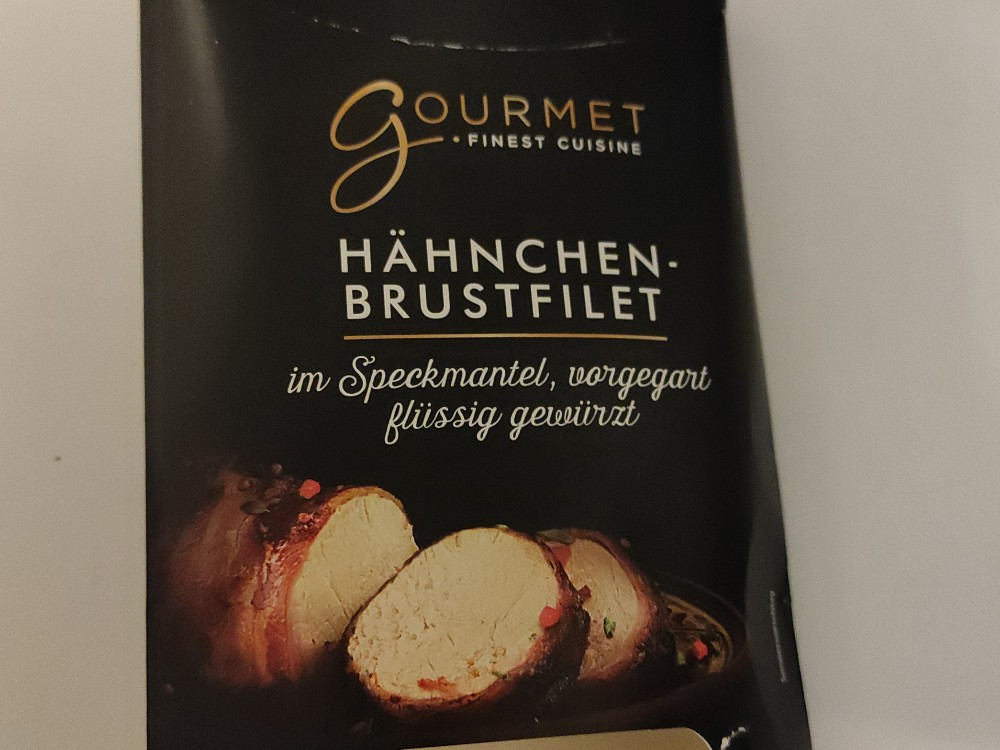 GOURMET
• FINEST CUISINE
HÄHNCHEN-
BRUSTFILET
im Speckmantel, vorgegart
flüssig gewürzt